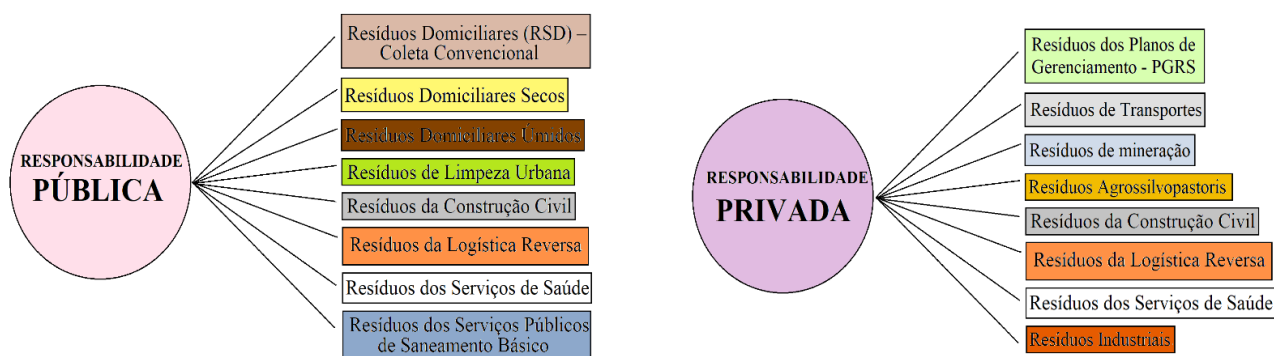 RESPONSABILIDADE
PÚBLICA
Resíduos Domiciliares (RSD) –
Coleta Convencional
Resíduos Domiciliares Secos
Resíduos Domiciliares Úmidos
Resíduos de Limpeza Urbana
Resíduos da Construção Civil
Resíduos da Logística Reversa
Resíduos dos Serviços de Saúde
Resíduos dos Serviços Públicos
de Saneamento Básico
RESPONSABILIDADE
PRIVADA
Resíduos dos Planos de
Gerenciamento - PGRS
Resíduos de Transportes
Resíduos de mineração
Resíduos Agrossilvopastoris
Resíduos da Construção Civil
Resíduos da Logística Reversa
Resíduos dos Serviços de Saúde
Resíduos Industriais